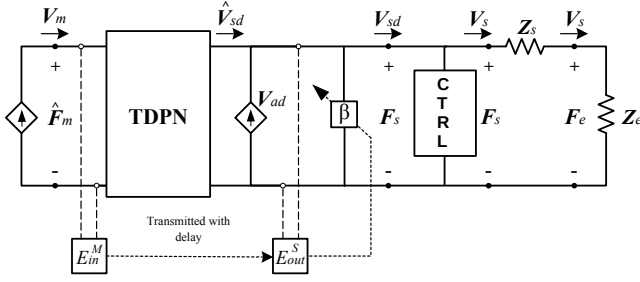 V_m
V̂_sd
V_sd
V_s
Z_s
V_s
+
+
+
+
F̂_m
TDPN
V_ad
β
F_s
C
T
R
L
F_s
F_e
Z_e
-
-
-
-
-
Transmitted with
delay
E_in^M
E_out^S